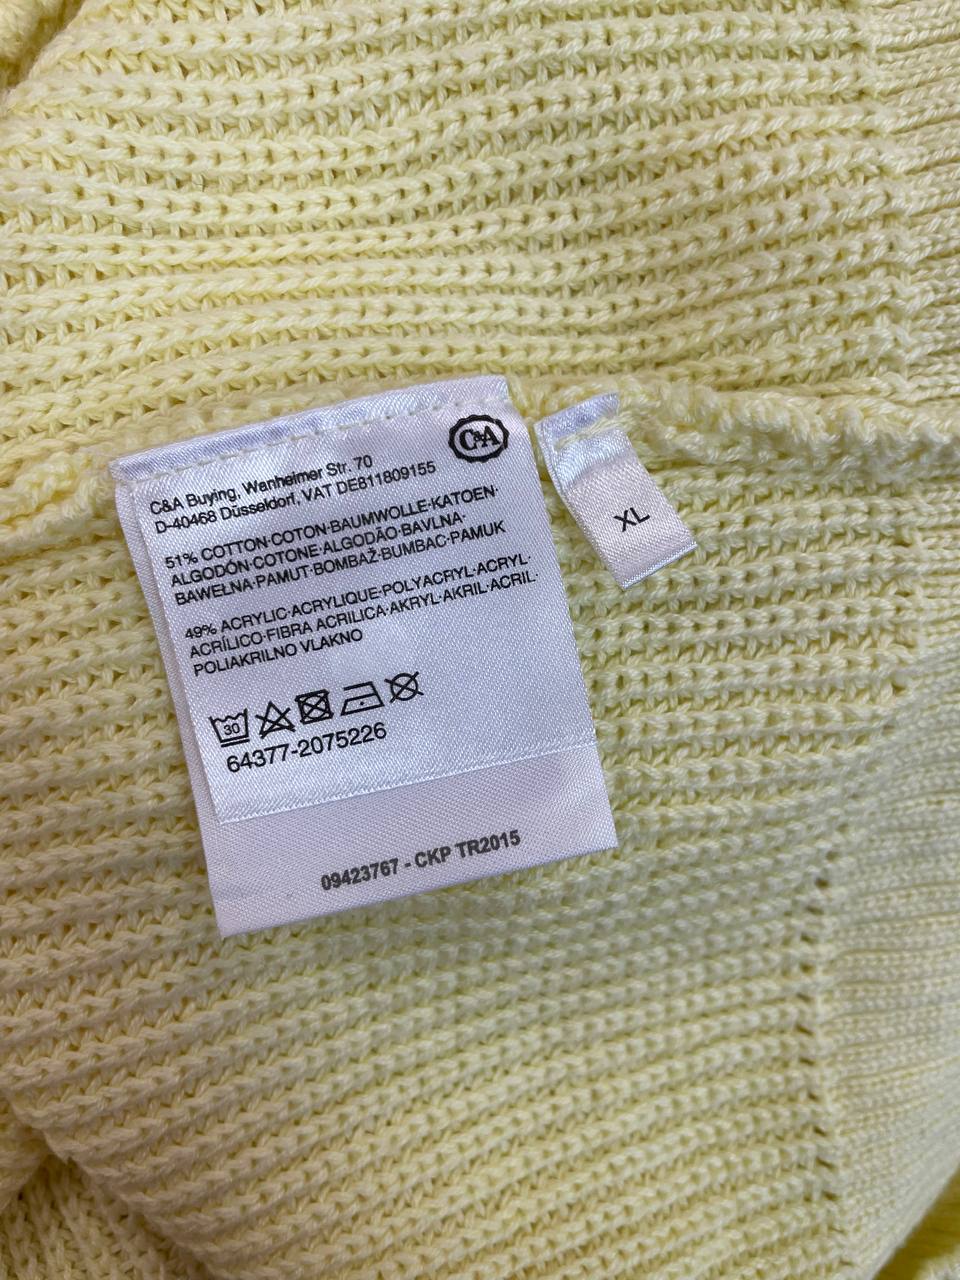 C&A
C&A Buying, Wanheimer Str. 70
D-40468 Düsseldorf, VAT DE811809155
51% COTTON·COTON·BAUMWOLLE·KATOEN·
ALGODÓN·COTONE·ALGODÃO·BAVLNA·
BAWEŁNA·PAMUT·BOMBAŽ·BUMBAC·PAMUK
49% ACRYLIC·ACRYLIQUE·POLYACRYL·ACRYL·
ACRÍLICO·FIBRA ACRILICA·AKRYL·AKRIL·ACRIL·
POLIAKRILNO VLAKNO
30
64377-2075226
09423767 - CKP TR2015
XL